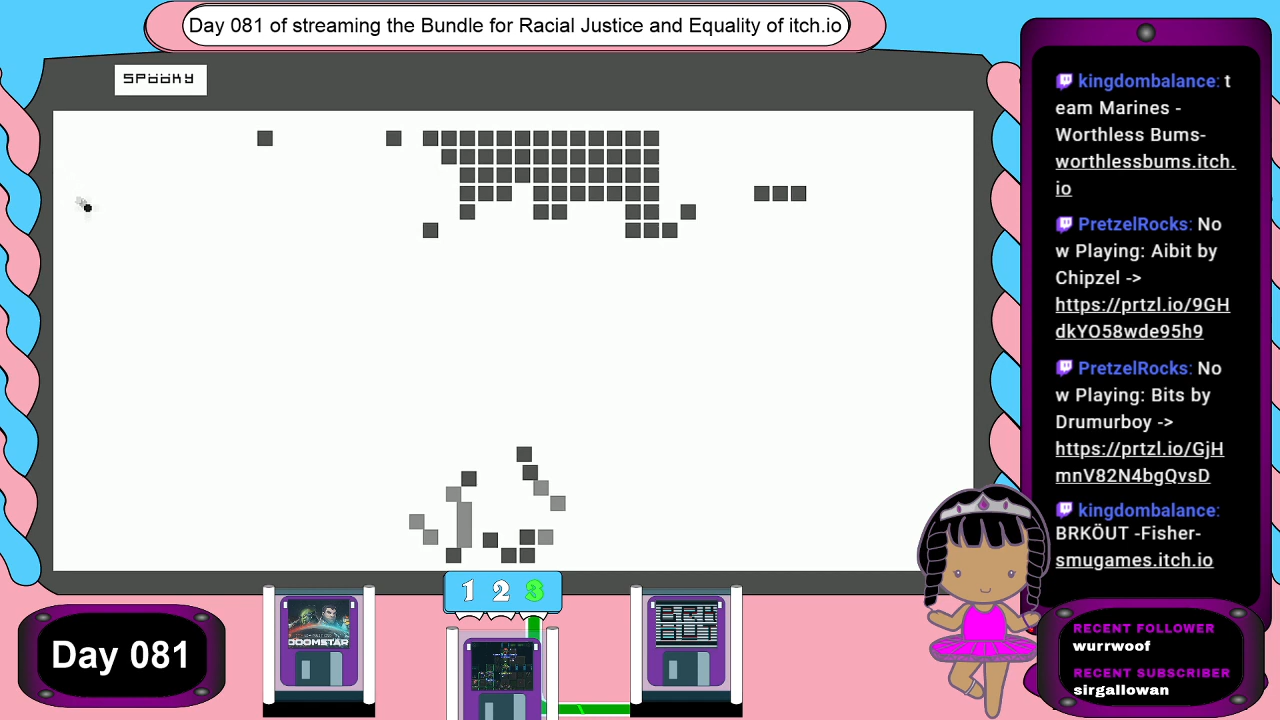 Day 081 of streaming the Bundle for Racial Justice and Equality of itch.io
SPOOKY
kingdombalance: t
eam Marines -
Worthless Bums-
worthlessbums.itch.
io
PretzelRocks: No
w Playing: Aibit by
Chipzel ->
https://prtzl.io/9GH
dkYO58wde95h9
PretzelRocks: No
w Playing: Bits by
Drumurboy ->
https://prtzl.io/GjH
mnV82N4bgQvsD
kingdombalance:
BRKÖUT -Fisher-
smugames.itch.io
1 2 3
DOOMSTAR
Day 081
RECENT FOLLOWER
wurrwoof
RECENT SUBSCRIBER
sirgallowan